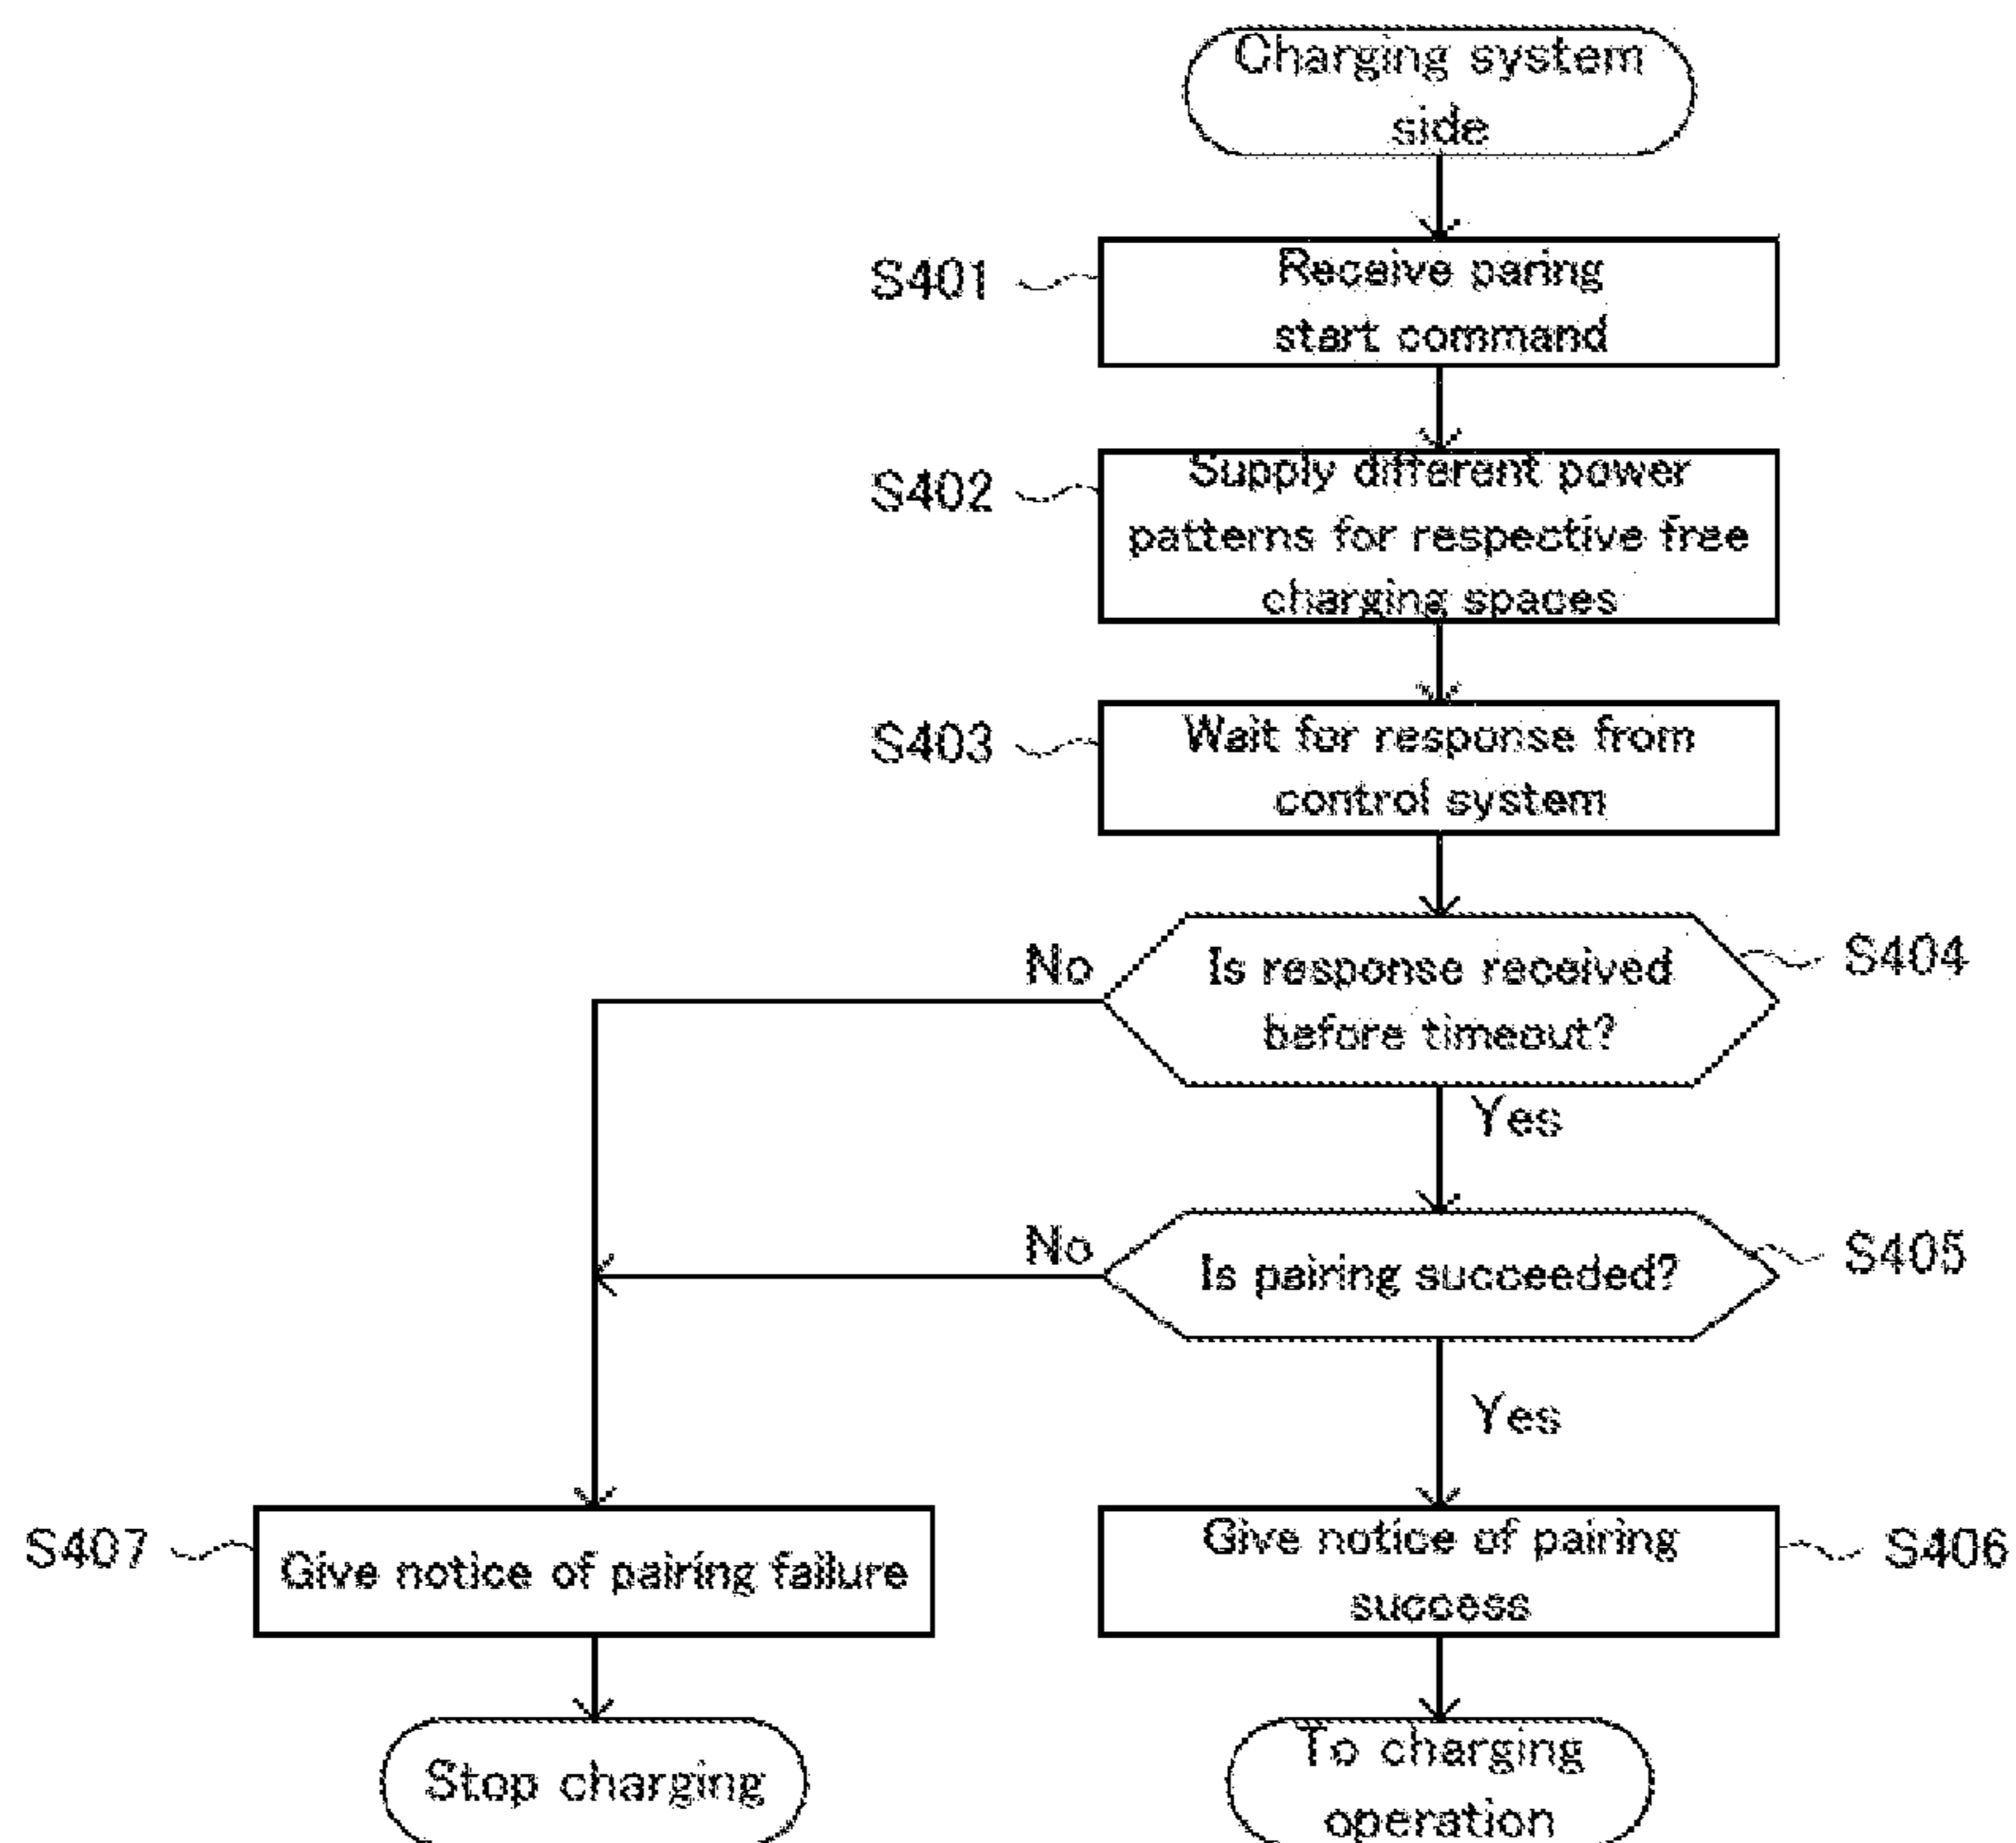 Charging system
side
S401
Receive paring
start command
S402
Supply different power
patterns for respective free
charging spaces
S403
Wait for response from
control system
No
Is response received
before timeout?
S404
Yes
No
Is pairing succeeded?
S405
Yes
S407
Give notice of pairing failure
Give notice of pairing
success
S406
Stop charging
To charging
operation